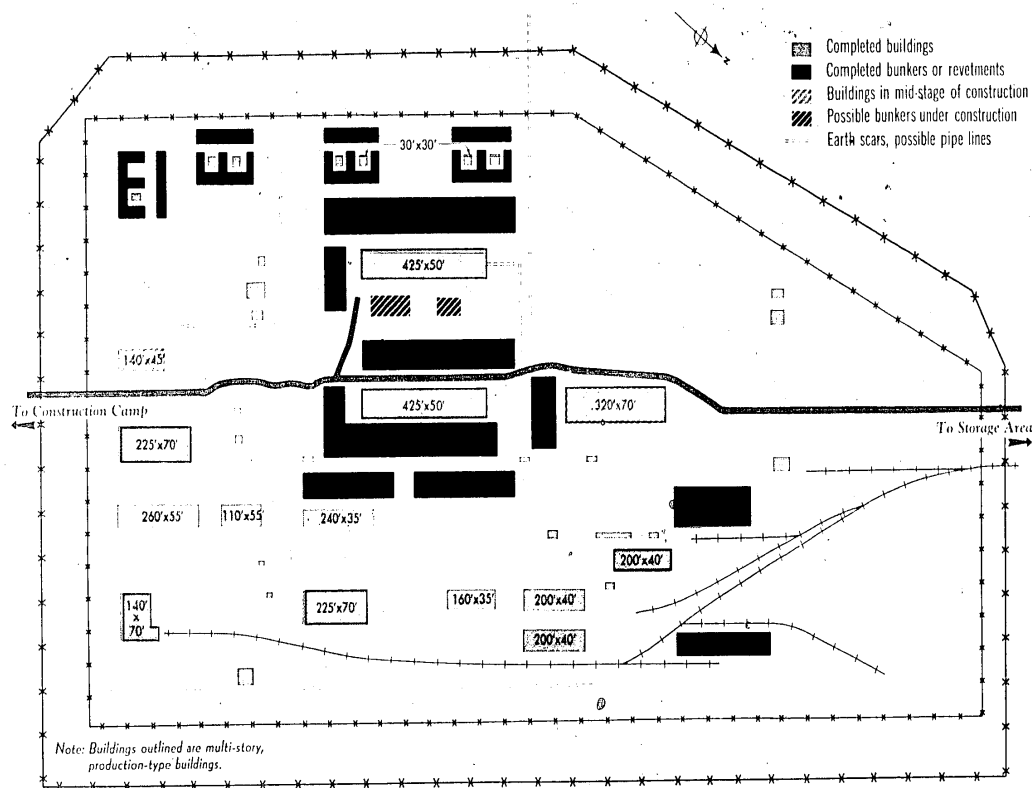 N
Completed buildings
Completed bunkers or revetments
Buildings in mid-stage of construction
Possible bunkers under construction
Earth scars, possible pipe lines
30'x30'
425'x50'
140'x45'
To Construction Camp
425'x50'
320'x70'
To Storage Area
225'x70'
260'x55'
110'x55'
240'x35'
200'x40'
140'
x
70'
225'x70'
160'x35'
200'x40'
200'x40'
Note: Buildings outlined are multi-story,
production-type buildings.